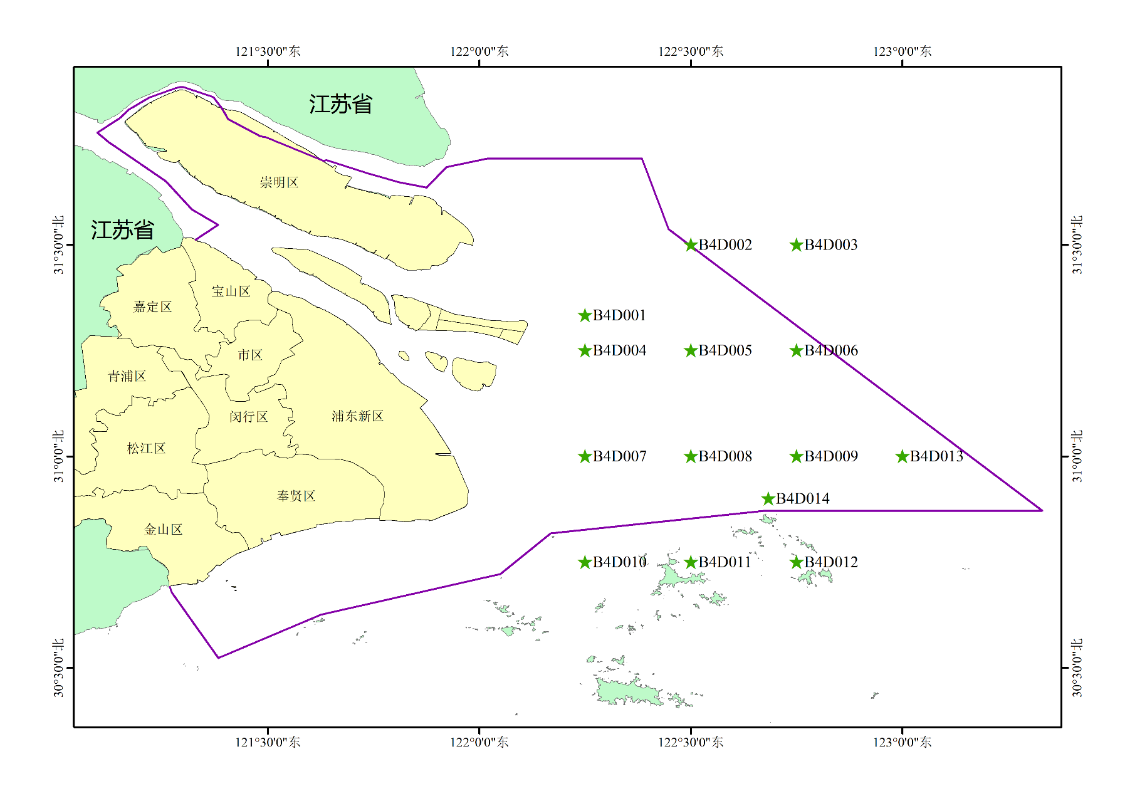 121°30'0"东 122°0'0"东 122°30'0"东 123°0'0"东
江苏省
崇明区
江苏省
31°30'0"北
31°30'0"北
B4D002
B4D003
宝山区
嘉定区
B4D001
市区
B4D004
B4D005
B4D006
青浦区
闵行区
浦东新区
松江区
31°0'0"北
31°0'0"北
B4D007
B4D008
B4D009
B4D013
奉贤区
B4D014
金山区
B4D010
B4D011
B4D012
30°30'0"北
30°30'0"北
121°30'0"东 122°0'0"东 122°30'0"东 123°0'0"东